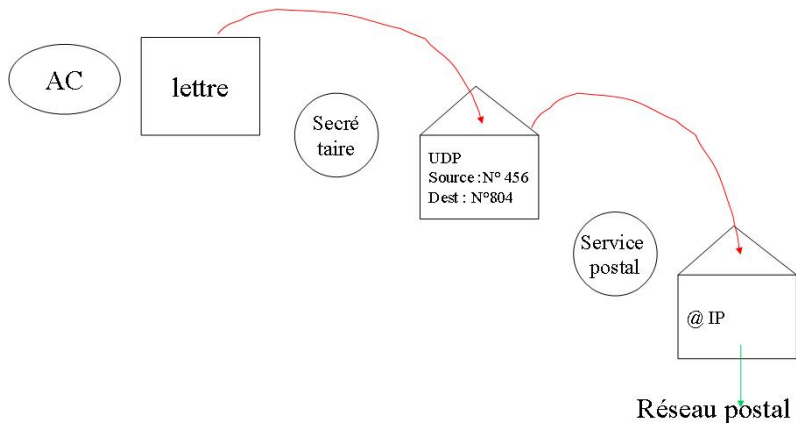 AC
lettre
Secré
taire
UDP
Source :N° 456
Dest : N°804
Service
postal
@ IP
Réseau postal